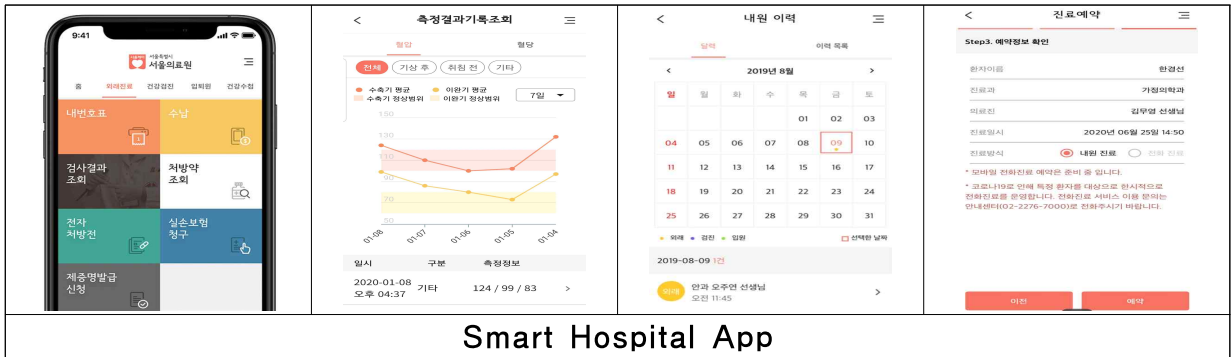 9:41
서울특별시
서울의료원
홈 외래진료 건강검진 입퇴원 건강수첩
내번호표
수납
검사결과
조회
처방약
조회
전자
처방전
실손보험
청구
제증명발급
신청
측정결과기록조회
혈압 혈당
전체 기상 후 취침 전 기타
수축기 평균 이완기 평균
수축기 정상범위 이완기 정상범위
7일
150
130
110
90
70
50
01-08 01-07 01-06 01-05 01-04
일시 구분 측정정보
2020-01-08
오후 04:37
기타 124 / 99 / 83
내원 이력
달력 이력 목록
2019년 8월
일 월 화 수 목 금 토
01 02 03
04 05 06 07 08 09 10
11 12 13 14 15 16 17
18 19 20 21 22 23 24
25 26 27 28 29 30 31
외래 검진 입원 선택한 날짜
2019-08-09 1건
외래
안과 오주연 선생님
오전 11:45
진료예약
Step3. 예약정보 확인
환자이름 한경선
진료과 가정의학과
의료진 김무영 선생님
진료일시 2020년 06월 25일 14:50
진료방식 내원 진료 전화 진료
* 모바일 전화진료 예약은 준비 중 입니다.
* 코로나19로 인해 특정 환자를 대상으로 한시적으로
전화진료를 운영합니다. 전화진료 서비스 이용 문의는
안내센터(02-2276-7000)로 전화주시기 바랍니다.
이전 예약
Smart Hospital App